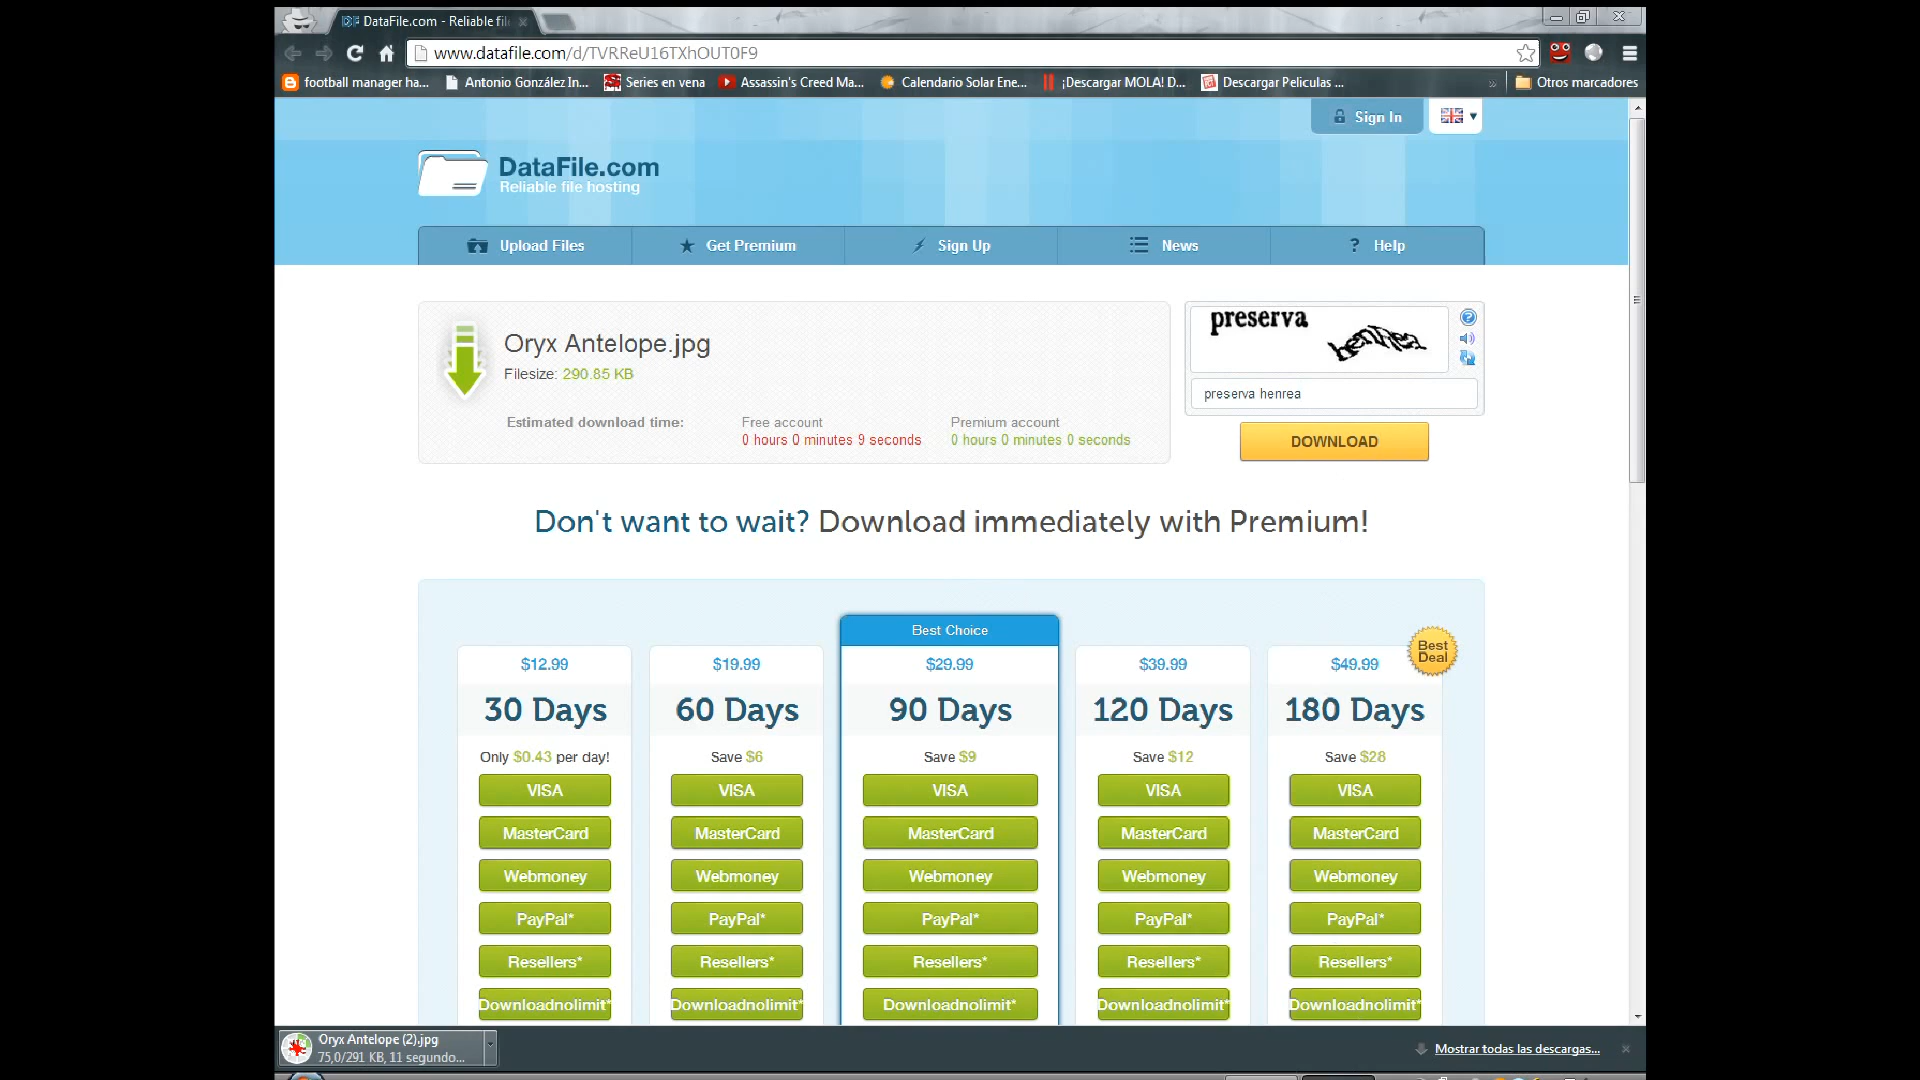 DataFile.com - Reliable fil
www.datafile.com/d/TVRReU16TXhOUT0F9
football manager ha... Antonio González In... Series en vena Assassin's Creed Ma... Calendario Solar Ene... ¡Descargar MOLA! D... Descargar Peliculas ... » Otros marcadores
Sign In
DataFile.com
Reliable file hosting
Upload Files Get Premium Sign Up News Help
Oryx Antelope.jpg
Filesize: 290.85 KB
Estimated download time: Free account Premium account
0 hours 0 minutes 9 seconds 0 hours 0 minutes 0 seconds
preserva
preserva henrea
DOWNLOAD
Don't want to wait? Download immediately with Premium!
Best Choice
Best
Deal
$12.99 $19.99 $29.99 $39.99 $49.99
30 Days 60 Days 90 Days 120 Days 180 Days
Only $0.43 per day! Save $6 Save $9 Save $12 Save $28
VISA VISA VISA VISA VISA
MasterCard MasterCard MasterCard MasterCard MasterCard
Webmoney Webmoney Webmoney Webmoney Webmoney
PayPal* PayPal* PayPal* PayPal* PayPal*
Resellers* Resellers* Resellers* Resellers* Resellers*
Downloadnolimit* Downloadnolimit* Downloadnolimit* Downloadnolimit* Downloadnolimit*
Oryx Antelope (2).jpg
75,0/291 KB, 11 segundo...
Mostrar todas las descargas...